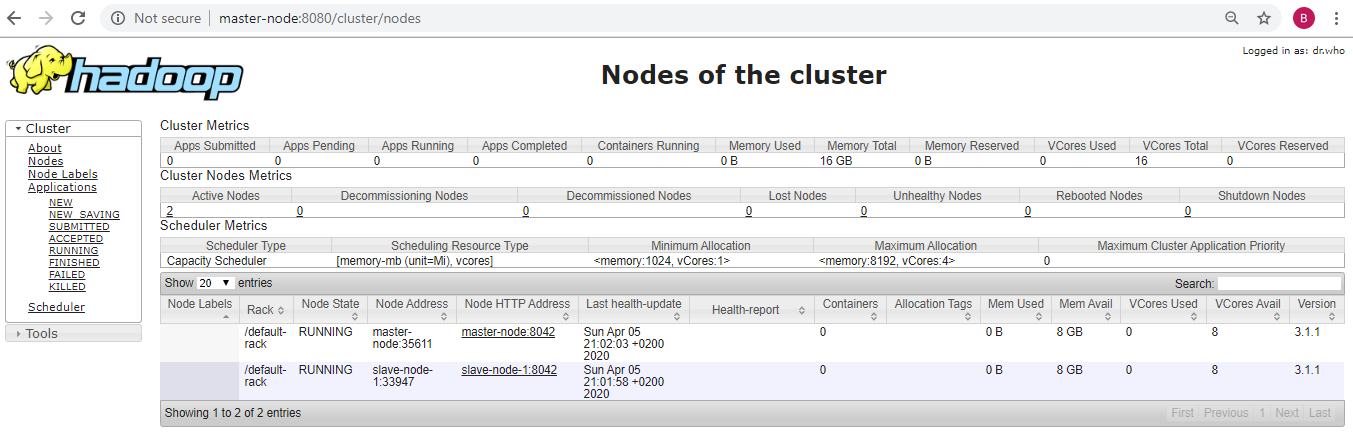 Not secure | master-node:8080/cluster/nodes B
Logged in as: dr.who
hadoop
Nodes of the cluster
Cluster
About
Nodes
Node Labels
Applications
NEW
NEW_SAVING
SUBMITTED
ACCEPTED
RUNNING
FINISHED
FAILED
KILLED
Scheduler
Tools
Cluster Metrics
Apps Submitted Apps Pending Apps Running Apps Completed Containers Running Memory Used Memory Total Memory Reserved VCores Used VCores Total VCores Reserved
0 0 0 0 0 0 B 16 GB 0 B 0 16 0
Cluster Nodes Metrics
Active Nodes Decommissioning Nodes Decommissioned Nodes Lost Nodes Unhealthy Nodes Rebooted Nodes Shutdown Nodes
2 0 0 0 0 0 0
Scheduler Metrics
Scheduler Type Scheduling Resource Type Minimum Allocation Maximum Allocation Maximum Cluster Application Priority
Capacity Scheduler [memory-mb (unit=Mi), vcores] <memory:1024, vCores:1> <memory:8192, vCores:4> 0
Show 20 entries Search:
Node Labels Rack Node State Node Address Node HTTP Address Last health-update Health-report Containers Allocation Tags Mem Used Mem Avail VCores Used VCores Avail Version
/default- RUNNING master- master-node:8042 Sun Apr 05 0 0 B 8 GB 0 8 3.1.1
rack node:35611 21:02:03 +0200
2020
/default- RUNNING slave-node- slave-node-1:8042 Sun Apr 05 0 0 B 8 GB 0 8 3.1.1
rack 1:33947 21:01:58 +0200
2020
Showing 1 to 2 of 2 entries First Previous 1 Next Last